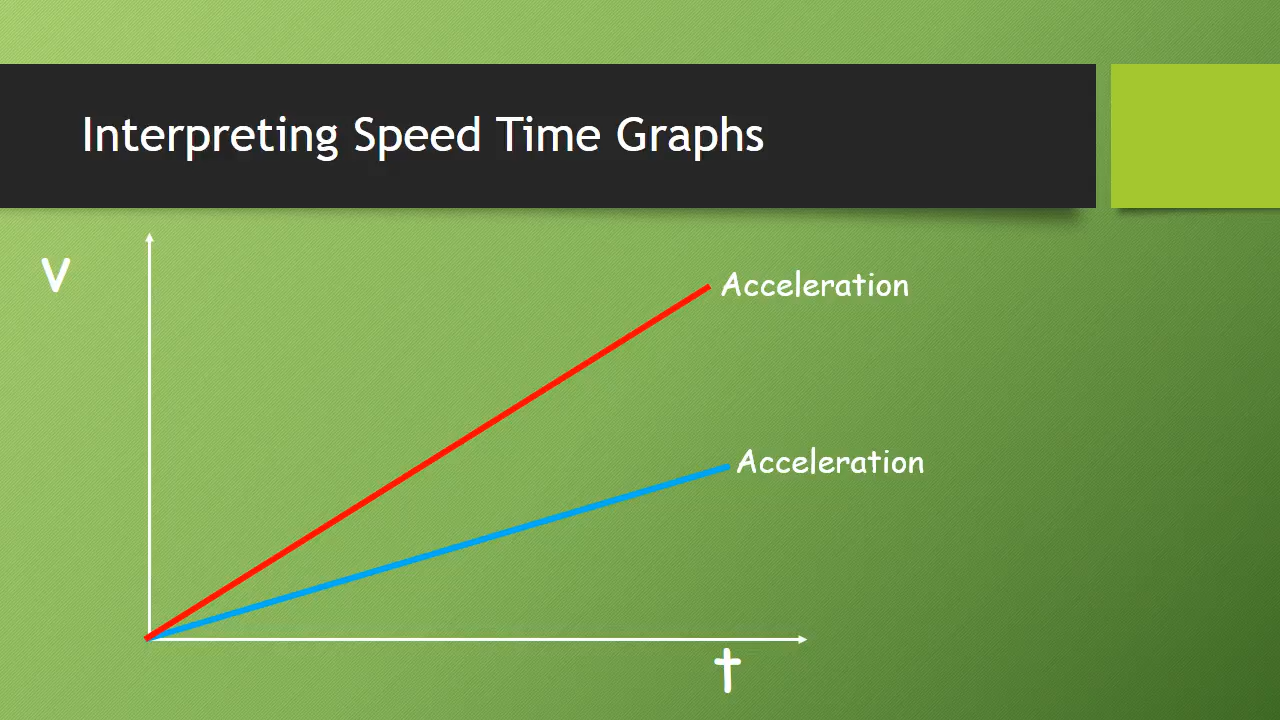 Interpreting Speed Time Graphs
v
Acceleration
Acceleration
t